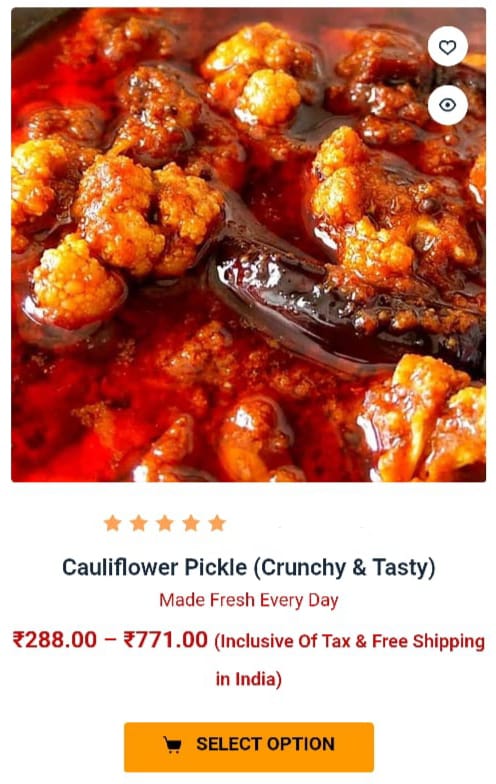 Cauliflower Pickle (Crunchy & Tasty)
Made Fresh Every Day
₹288.00 – ₹771.00 (Inclusive Of Tax & Free Shipping
in India)
SELECT OPTION